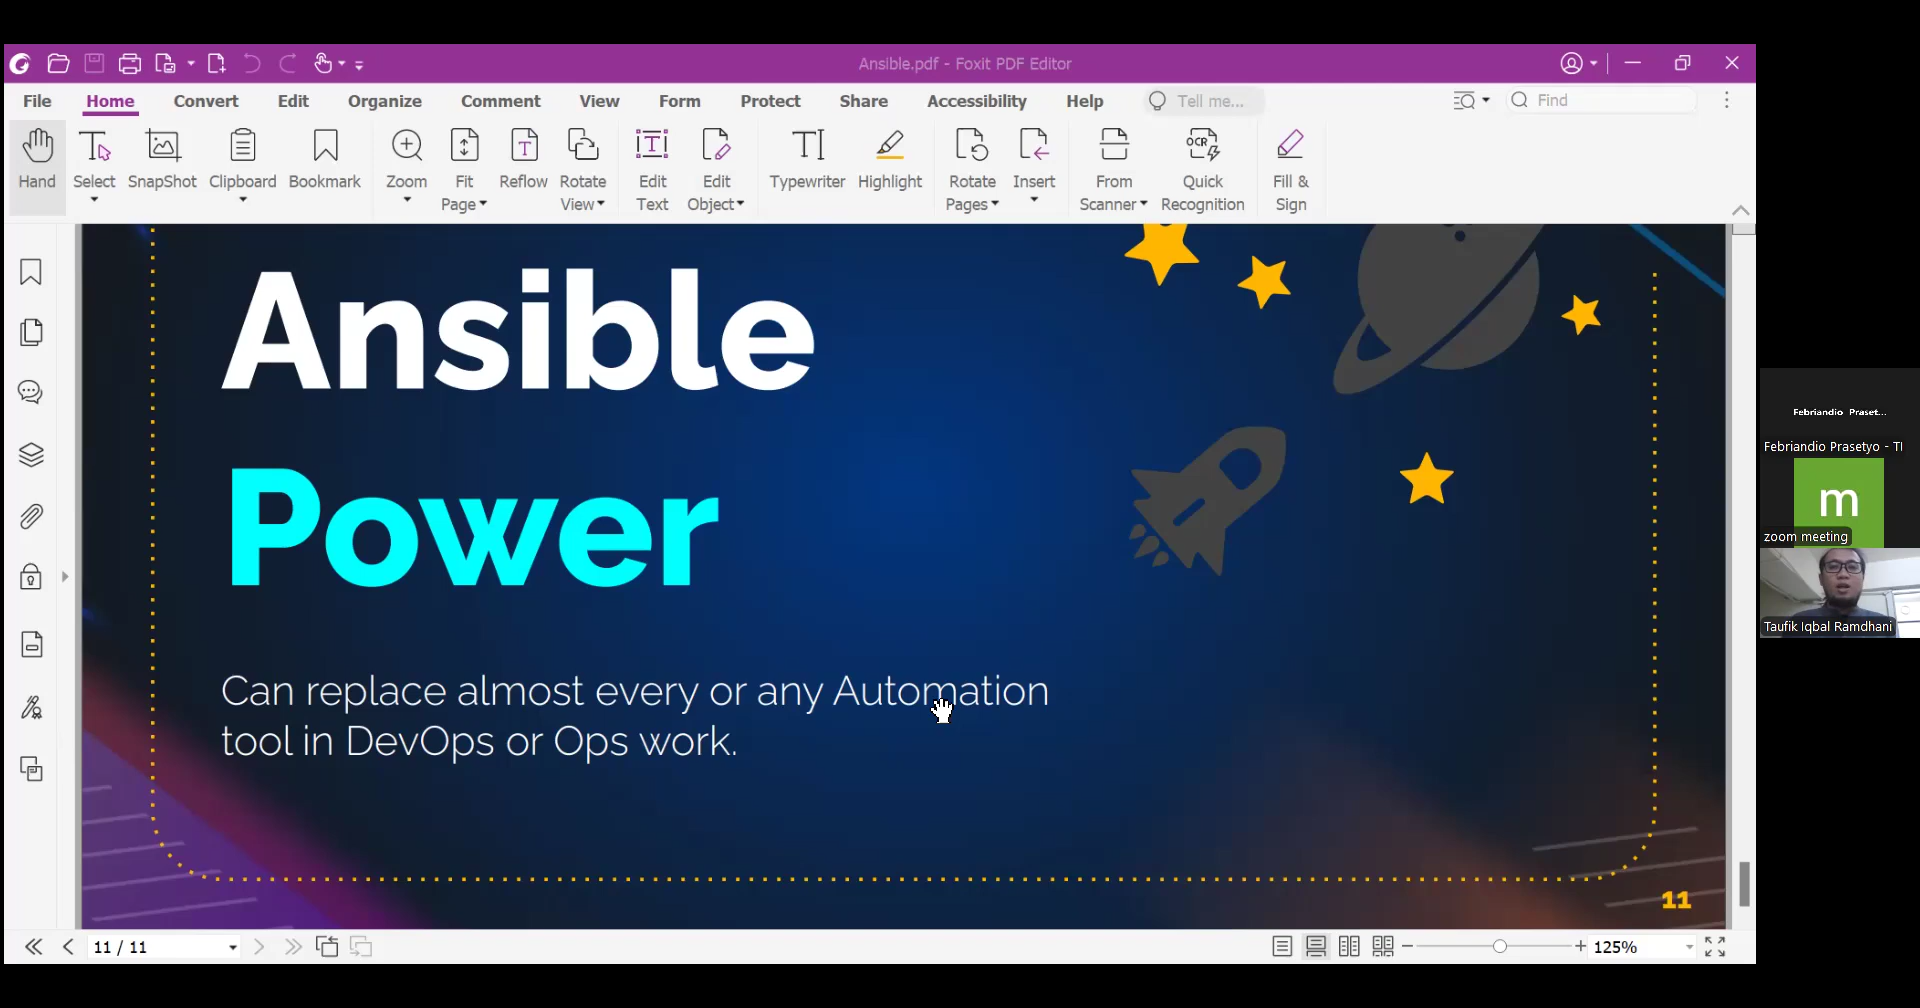 Ansible.pdf - Foxit PDF Editor
File Home Convert Edit Organize Comment View Form Protect Share Accessibility Help Tell me... Find
Hand
Select
SnapShot
Clipboard
Bookmark
Zoom
Fit
Page
Reflow
Rotate
View
Edit
Text
Edit
Object
Typewriter
Highlight
Rotate
Pages
Insert
From
Scanner
OCR
Quick
Recognition
Fill &
Sign
Ansible
Power
Can replace almost every or any Automation
tool in DevOps or Ops work.
11
Febriandio Praset...
Febriandio Prasetyo - TI
m
zoom meeting
Taufik Iqbal Ramdhani
11 / 11
125%